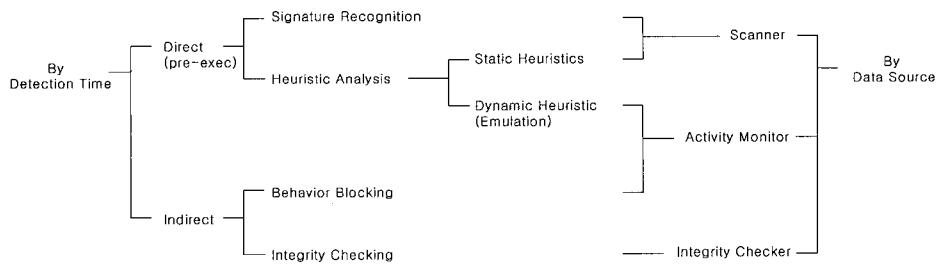 By
Detection Time
Direct
(pre-exec)
Indirect
Signature Recognition
Heuristic Analysis
Behavior Blocking
Integrity Checking
Static Heuristics
Dynamic Heuristic
(Emulation)
Scanner
Activity Monitor
Integrity Checker
By
Data Source